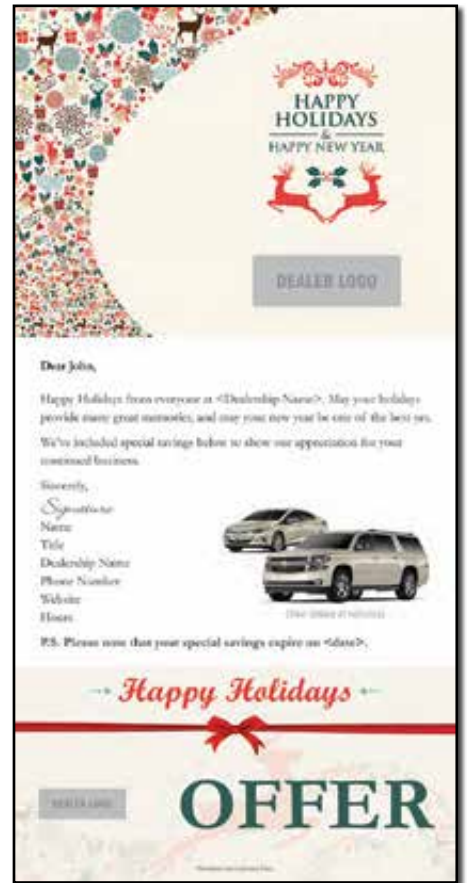 HAPPY
HOLIDAYS
&
HAPPY NEW YEAR
DEALER LOGO
Dear John,
Happy Holidays from everyone at <Dealership Name>. May your holidays
provide many great memories, and may your new year be one of the best yet.
We've included special savings below to show our appreciation for your
continued business.
Sincerely,
Signature
Name
Title
Dealership Name
Phone Number
Website
Hours
P.S. Please note that your special savings expire on <date>.
Happy Holidays
DEALER LOGO
OFFER